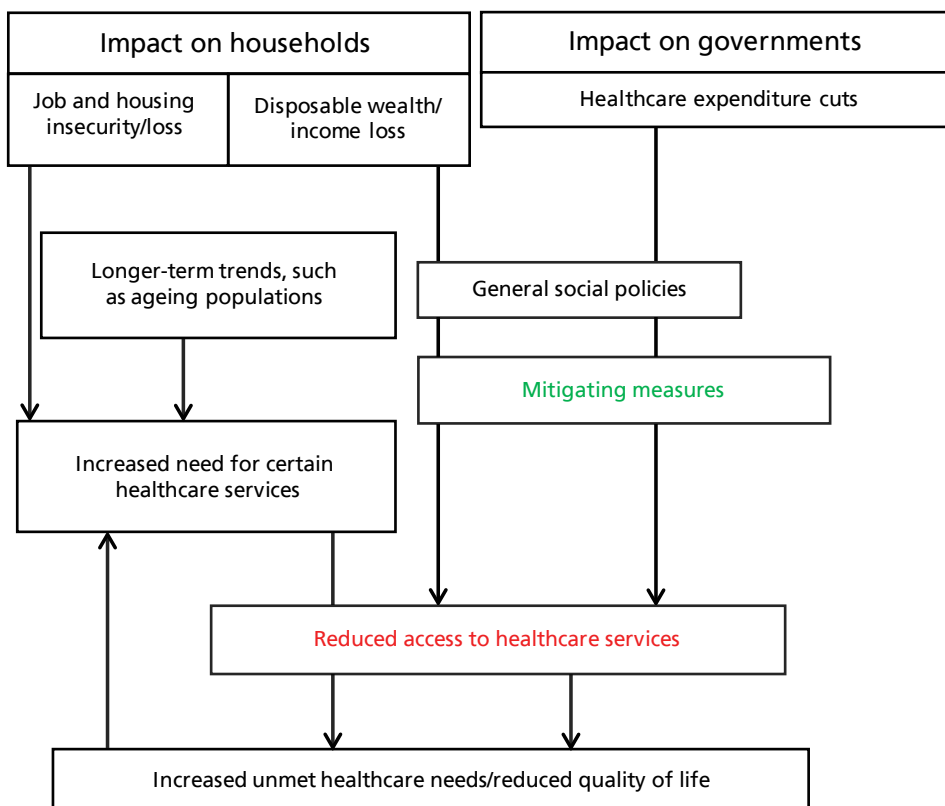 Impact on households
Job and housing
insecurity/loss
Disposable wealth/
income loss
Impact on governments
Healthcare expenditure cuts
Longer-term trends, such
as ageing populations
General social policies
Mitigating measures
Increased need for certain
healthcare services
Reduced access to healthcare services
Increased unmet healthcare needs/reduced quality of life